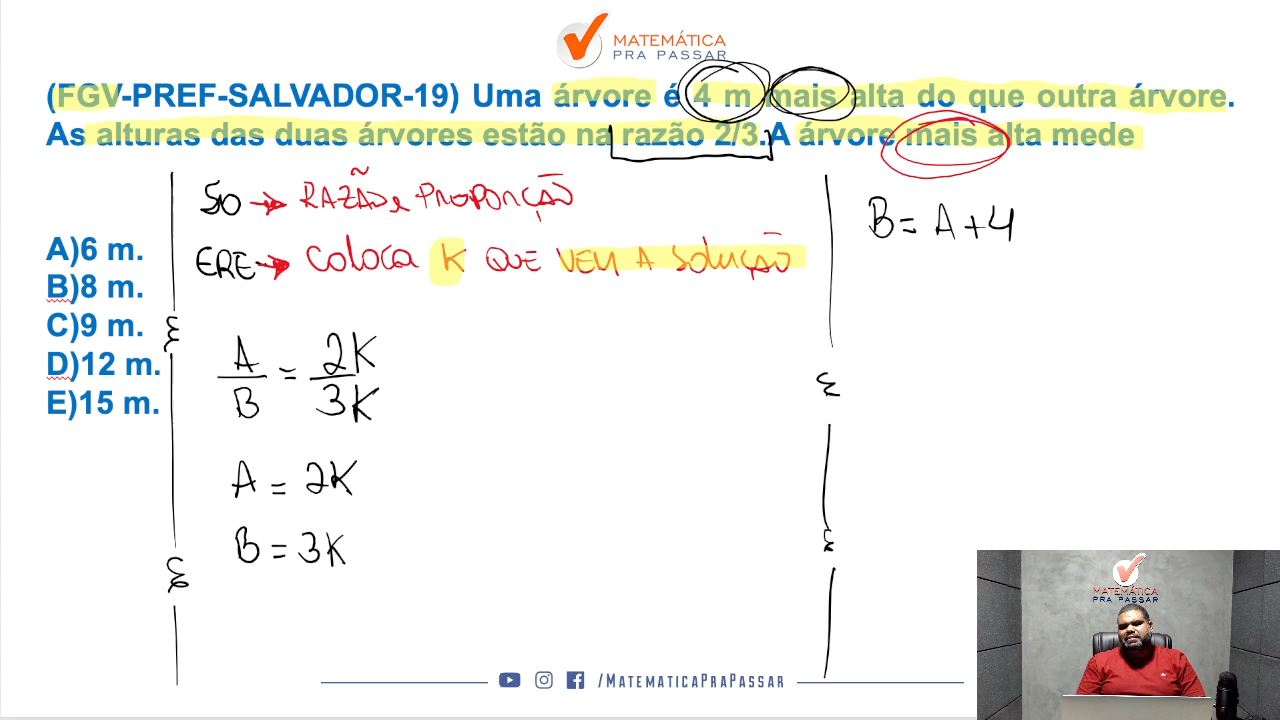 MATEMÁTICA
PRA PASSAR
(FGV-PREF-SALVADOR-19) Uma árvore é 4 m mais alta do que outra árvore.
As alturas das duas árvores estão na razão 2/3.A árvore mais alta mede
A)6 m.
B)8 m.
C)9 m.
D)12 m.
E)15 m.
→ RAZÃO e PROPORÇÃO
→ COLOCA K QUE VEM A SOLUÇÃO
A/B = 2K/3K
A = 2K
B = 3K
B = A+4
MATEMÁTICA
PRA PASSAR
/MATEMATICAPRAPASSAR